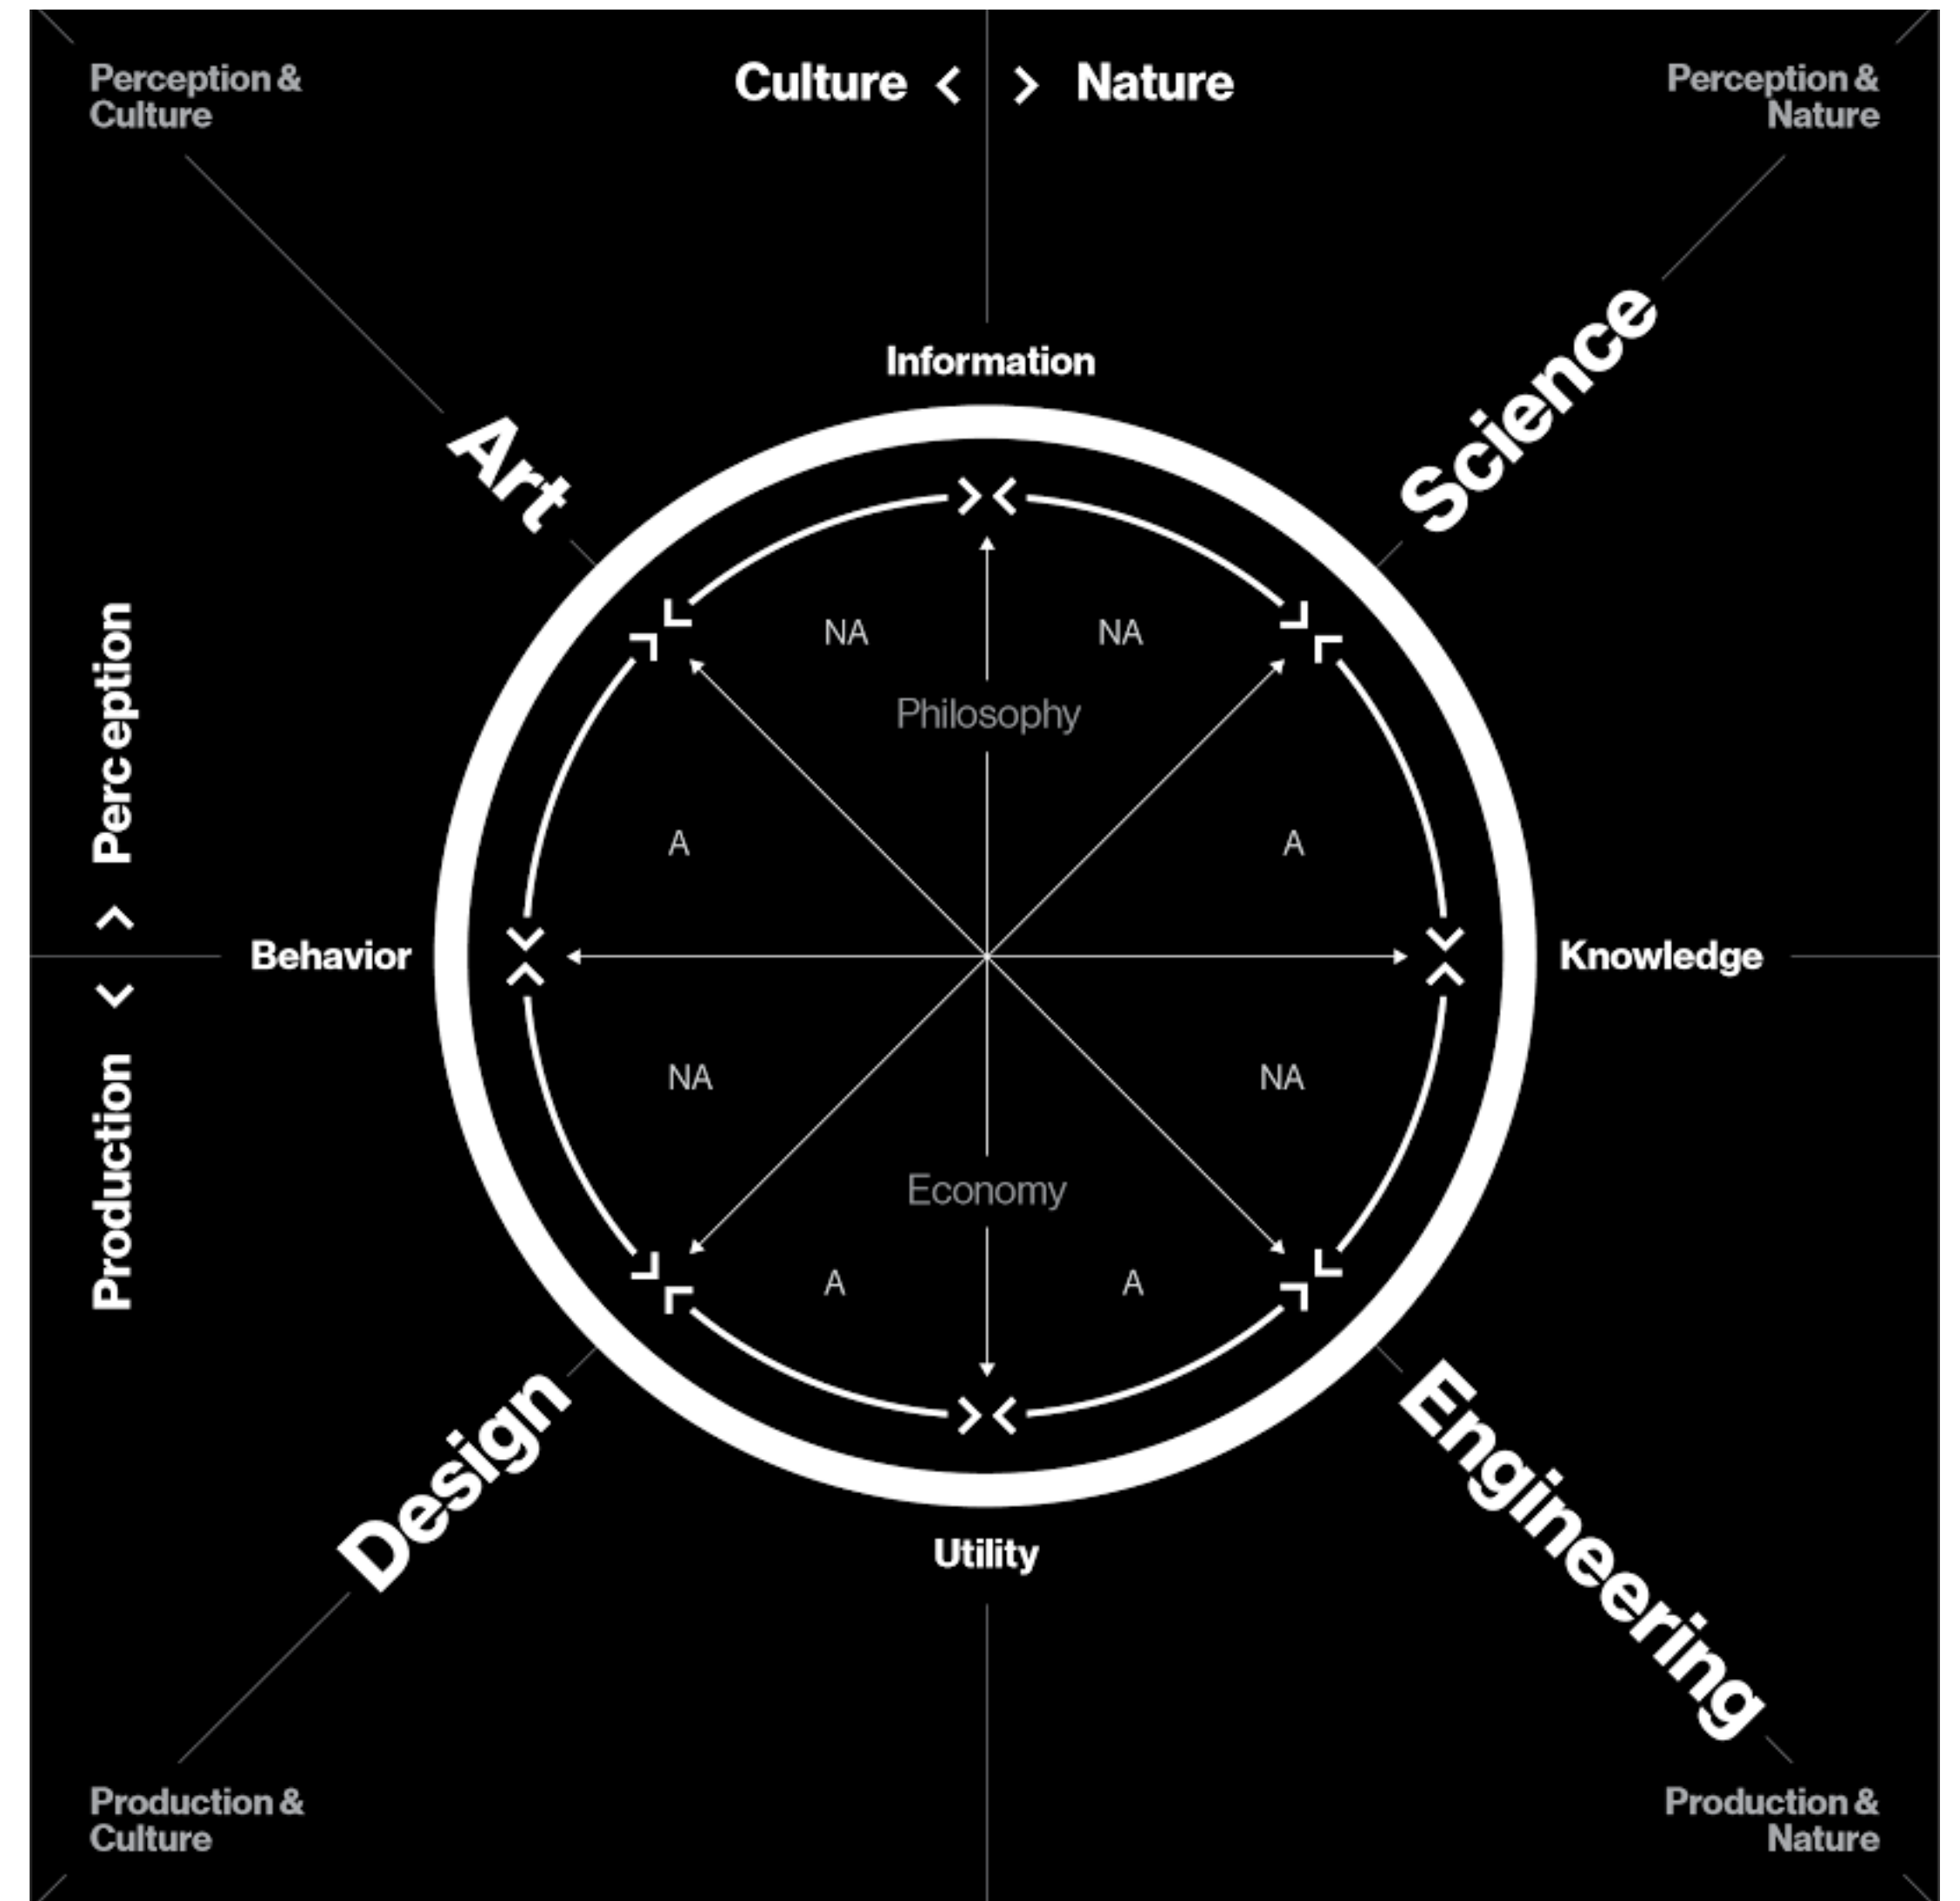 Perception &
Culture
Culture < > Nature
Perception &
Nature
Information
Art
Science
NA
NA
Philosophy
Perception
A
A
Behavior
Knowledge
NA
NA
Production
Economy
A
A
Design
Engineering
Utility
Production &
Culture
Production &
Nature